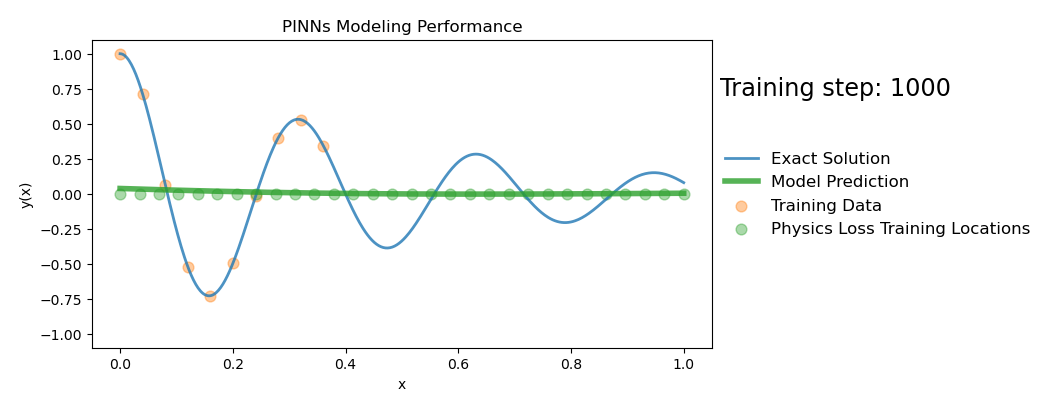 PINNs Modeling Performance
1.00
0.75
0.50
0.25
0.00
−0.25
−0.50
−0.75
−1.00
y(x)
0.0 0.2 0.4 0.6 0.8 1.0
x
Training step: 1000
Exact Solution
Model Prediction
Training Data
Physics Loss Training Locations